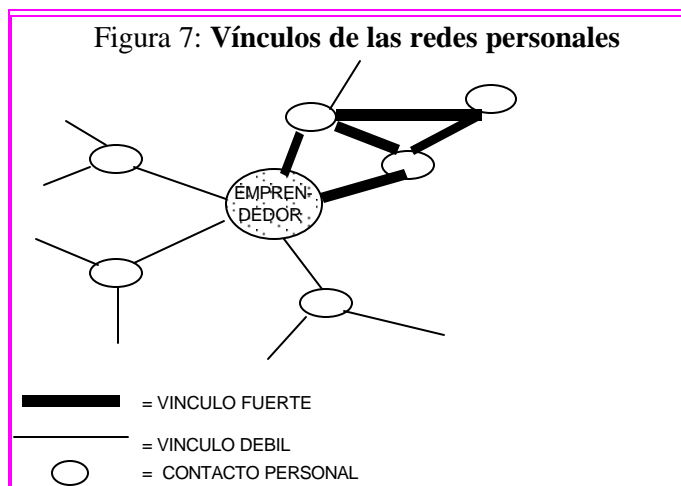 Figura 7: Vínculos de las redes personales
EMPREN-
DEDOR
= VINCULO FUERTE
= VINCULO DEBIL
= CONTACTO PERSONAL